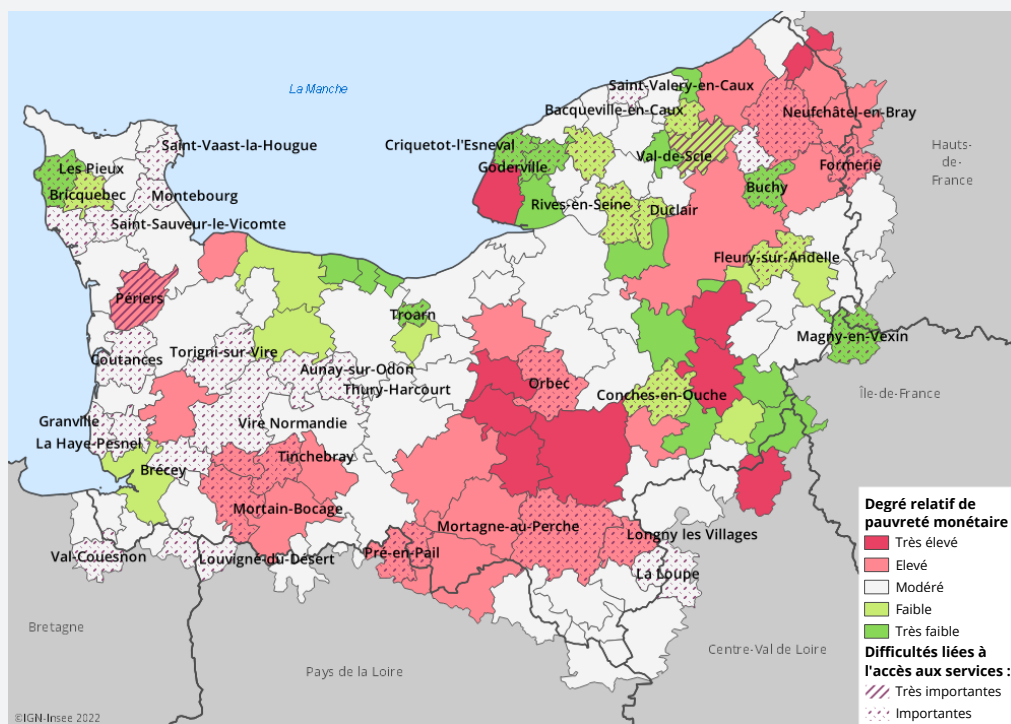 La Manche
Saint-Valery-en-Caux
Bacqueville-en-Caux
Neufchâtel-en-Bray
Saint-Vaast-la-Hougue
Criquetot-l'Esneval
Hauts-
de-
France
Les Pieux
Goderville
Val-de-Scie
Formerie
Bricquebec
Montebourg
Buchy
Rives-en-Seine
Duclair
Saint-Sauveur-le-Vicomte
Fleury-sur-Andelle
Périers
Troarn
Magny-en-Vexin
Coutances
Torigni-sur-Vire
Aunay-sur-Odon
Orbec
Thury-Harcourt
Conches-en-Ouche
Île-de-France
Granville
Vire Normandie
La Haye-Pesnel
Brécey
Tinchebray
Mortain-Bocage
Mortagne-au-Perche
Longny les Villages
Val-Couesnon
Louvigné-du-Désert
Pré-en-Pail
La Loupe
Bretagne
Pays de la Loire
Centre-Val de Loire
©IGN-Insee 2022
Degré relatif de
pauvreté monétaire
Très élevé
Elevé
Modéré
Faible
Très faible
Difficultés liées à
l'accès aux services :
Très importantes
Importantes